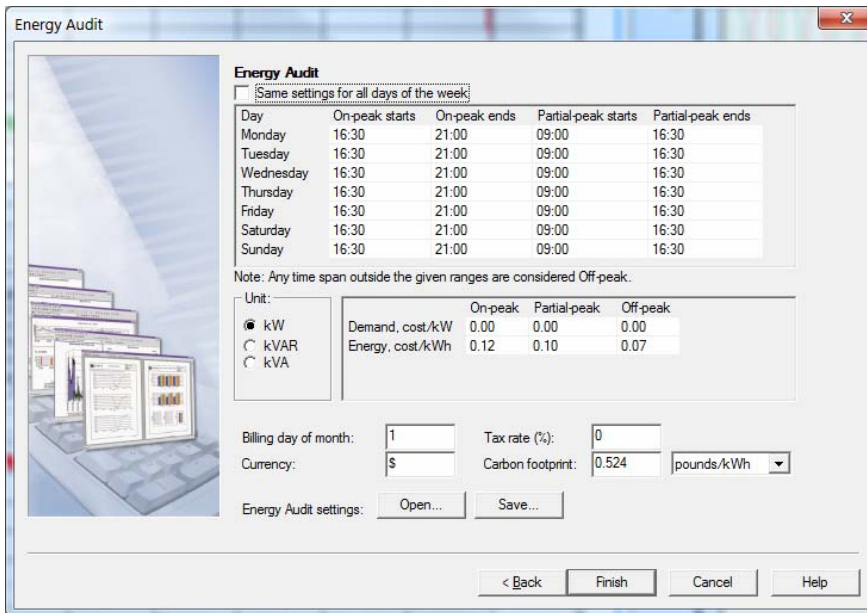 Energy Audit
Energy Audit
Same settings for all days of the week
Day On-peak starts On-peak ends Partial-peak starts Partial-peak ends
Monday 16:30 21:00 09:00 16:30
Tuesday 16:30 21:00 09:00 16:30
Wednesday 16:30 21:00 09:00 16:30
Thursday 16:30 21:00 09:00 16:30
Friday 16:30 21:00 09:00 16:30
Saturday 16:30 21:00 09:00 16:30
Sunday 16:30 21:00 09:00 16:30
Note: Any time span outside the given ranges are considered Off-peak.
Unit:
kW
kVAR
kVA
On-peak Partial-peak Off-peak
Demand, cost/kW 0.00 0.00 0.00
Energy, cost/kWh 0.12 0.10 0.07
Billing day of month: 1 Tax rate (%): 0
Currency: $ Carbon footprint: 0.524 pounds/kWh
Energy Audit settings: Open... Save...
< Back Finish Cancel Help